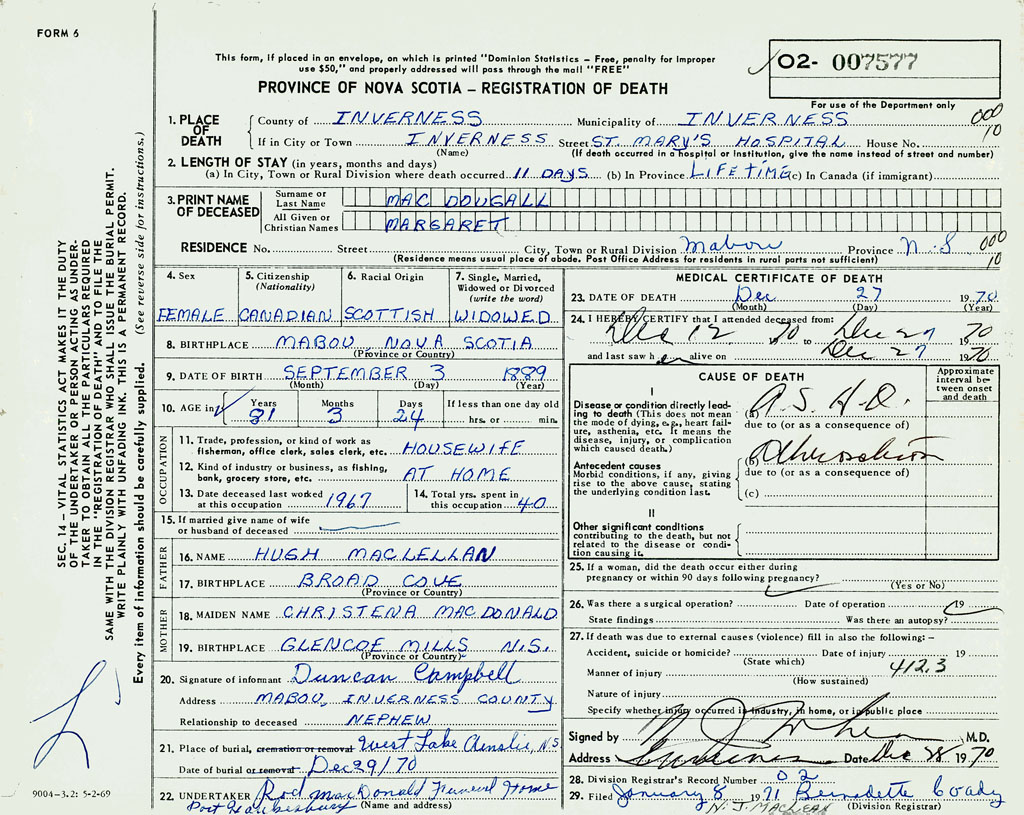 FORM 6
This form, if placed in an envelope, on which is printed "Dominion Statistics – Free, penalty for improper
use $50," and properly addressed will pass through the mail "FREE"
PROVINCE OF NOVA SCOTIA – REGISTRATION OF DEATH
02- 007577
For use of the Department only
000
10
1. PLACE OF DEATH
County of INVERNESS Municipality of INVERNESS
If in City or Town INVERNESS Street ST. MARY'S HOSPITAL House No.
(Name) (If death occurred in a hospital or institution, give the name instead of street and number)
2. LENGTH OF STAY (in years, months and days)
(a) In City, Town or Rural Division where death occurred 11 DAYS (b) In Province LIFETIME (c) In Canada (if immigrant)
3. PRINT NAME OF DECEASED
Surname or Last Name MAC DOUGALL
All Given or Christian Names MARGARETT
RESIDENCE No. Street City, Town or Rural Division Mabou Province N.S. 000
(Residence means usual place of abode. Post Office Address for residents in rural parts not sufficient) 10
4. Sex FEMALE
5. Citizenship (Nationality) CANADIAN
6. Racial Origin SCOTTISH
7. Single, Married, Widowed or Divorced (write the word) WIDOWED
8. BIRTHPLACE MABOU, NOVA SCOTIA
(Province or Country)
9. DATE OF BIRTH SEPTEMBER 3 1889
(Month) (Day) (Year)
10. AGE in Years 81 Months 3 Days 24 If less than one day old hrs. or min.
OCCUPATION
11. Trade, profession, or kind of work as fisherman, office clerk, sales clerk, etc. HOUSEWIFE
12. Kind of industry or business, as fishing, bank, grocery store, etc. AT HOME
13. Date deceased last worked at this occupation 1967
14. Total yrs. spent in this occupation 40
15. If married give name of wife or husband of deceased
FATHER
16. NAME HUGH MACLELLAN
17. BIRTHPLACE BROAD COVE
(Province or Country)
MOTHER
18. MAIDEN NAME CHRISTENA MACDONALD
19. BIRTHPLACE GLENCOE MILLS N.S.
(Province or Country)
20. Signature of informant Duncan Campbell
Address MABOU, INVERNESS COUNTY
Relationship to deceased NEPHEW
21. Place of burial, cremation or removal West Lake Ainslie, N.S
Date of burial or removal Dec 29/70
22. UNDERTAKER Rod MacDonald Funeral Home
Port Hawkesbury (Name and address)
MEDICAL CERTIFICATE OF DEATH
23. DATE OF DEATH Dec 27 1970
(Month) (Day) (Year)
24. I HEREBY CERTIFY that I attended deceased from:
Dec 12 70 to Dec 27 1970
and last saw her alive on Dec 27 1970
CAUSE OF DEATH
Approximate interval between onset and death
I
Disease or condition directly leading to death (This does not mean the mode of dying, e.g., heart failure, asthenia, etc. It means the disease, injury, or complication which caused death.)
(a) A.S.H.D.
due to (or as a consequence of)
Antecedent causes
Morbid conditions, if any, giving rise to the above cause, stating the underlying condition last.
(b)
due to (or as a consequence of)
(c)
II
Other significant conditions
contributing to the death, but not related to the disease or condition causing it.
25. If a woman, did the death occur either during
pregnancy or within 90 days following pregnancy?
(Yes or No)
26. Was there a surgical operation? Date of operation 19
State findings Was there an autopsy?
27. If death was due to external causes (violence) fill in also the following: –
Accident, suicide or homicide? Date of injury 19
(State which) 412.3
Manner of injury
(How sustained)
Nature of injury
Specify whether injury occurred in industry, in home, or in public place
Signed by M.D.
Address Inverness Date Dec 28 1970
28. Division Registrar's Record Number 02
29. Filed January 8 1971 Bernadette Coady
N. J. MACLEAN (Division Registrar)
SEC. 14 – VITAL STATISTICS ACT MAKES IT THE DUTY
OF THE UNDERTAKER OR PERSON ACTING AS UNDER-
TAKER TO OBTAIN ALL THE PARTICULARS REQUIRED
IN THE "REGISTRATION OF DEATH" AND TO FILE THE
SAME WITH THE DIVISION REGISTRAR WHO SHALL ISSUE THE BURIAL PERMIT.
WRITE PLAINLY WITH UNFADING INK. THIS IS A PERMANENT RECORD.
Every item of information should be carefully supplied. (See reverse side for instructions.)
9004-3.2: 5-2-69